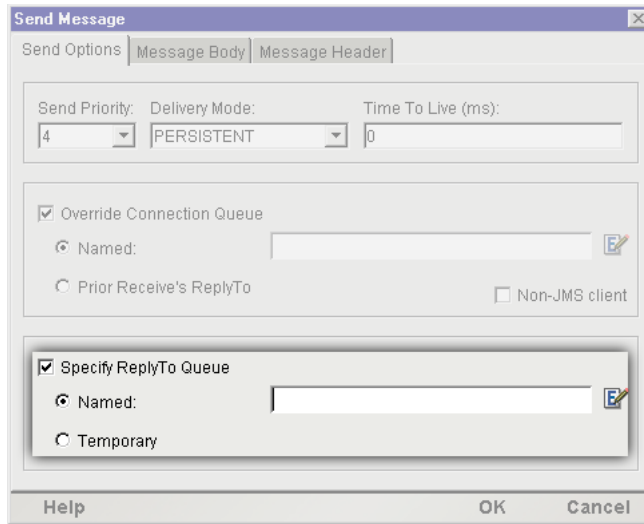 Send Message
Send Options Message Body Message Header
Send Priority: Delivery Mode: Time To Live (ms):
4 PERSISTENT 0
Override Connection Queue
Named:
Prior Receive's ReplyTo Non-JMS client
Specify ReplyTo Queue
Named:
Temporary
Help OK Cancel